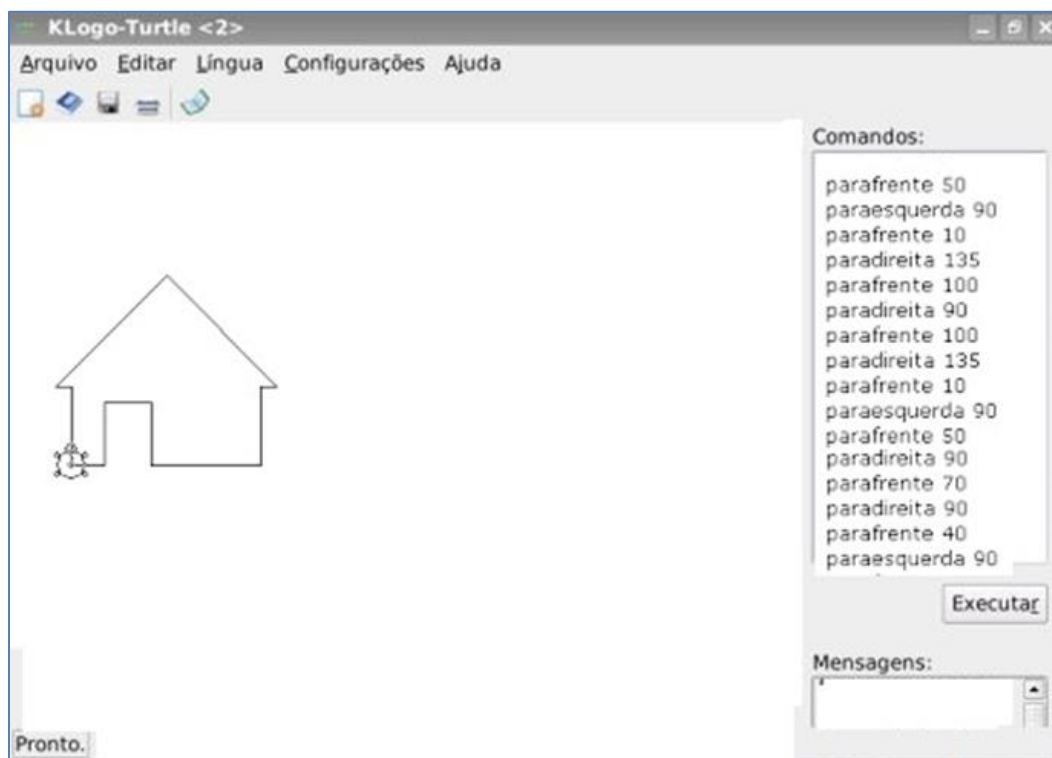 KLogo-Turtle <2>
Arquivo Editar Língua Configurações Ajuda
Comandos:
parafrente 50
paraesquerda 90
parafrente 10
paradireita 135
parafrente 100
paradireita 90
parafrente 100
paradireita 135
parafrente 10
paraesquerda 90
parafrente 50
paradireita 90
parafrente 70
paradireita 90
parafrente 40
paraesquerda 90
Executar
Mensagens:
Pronto.